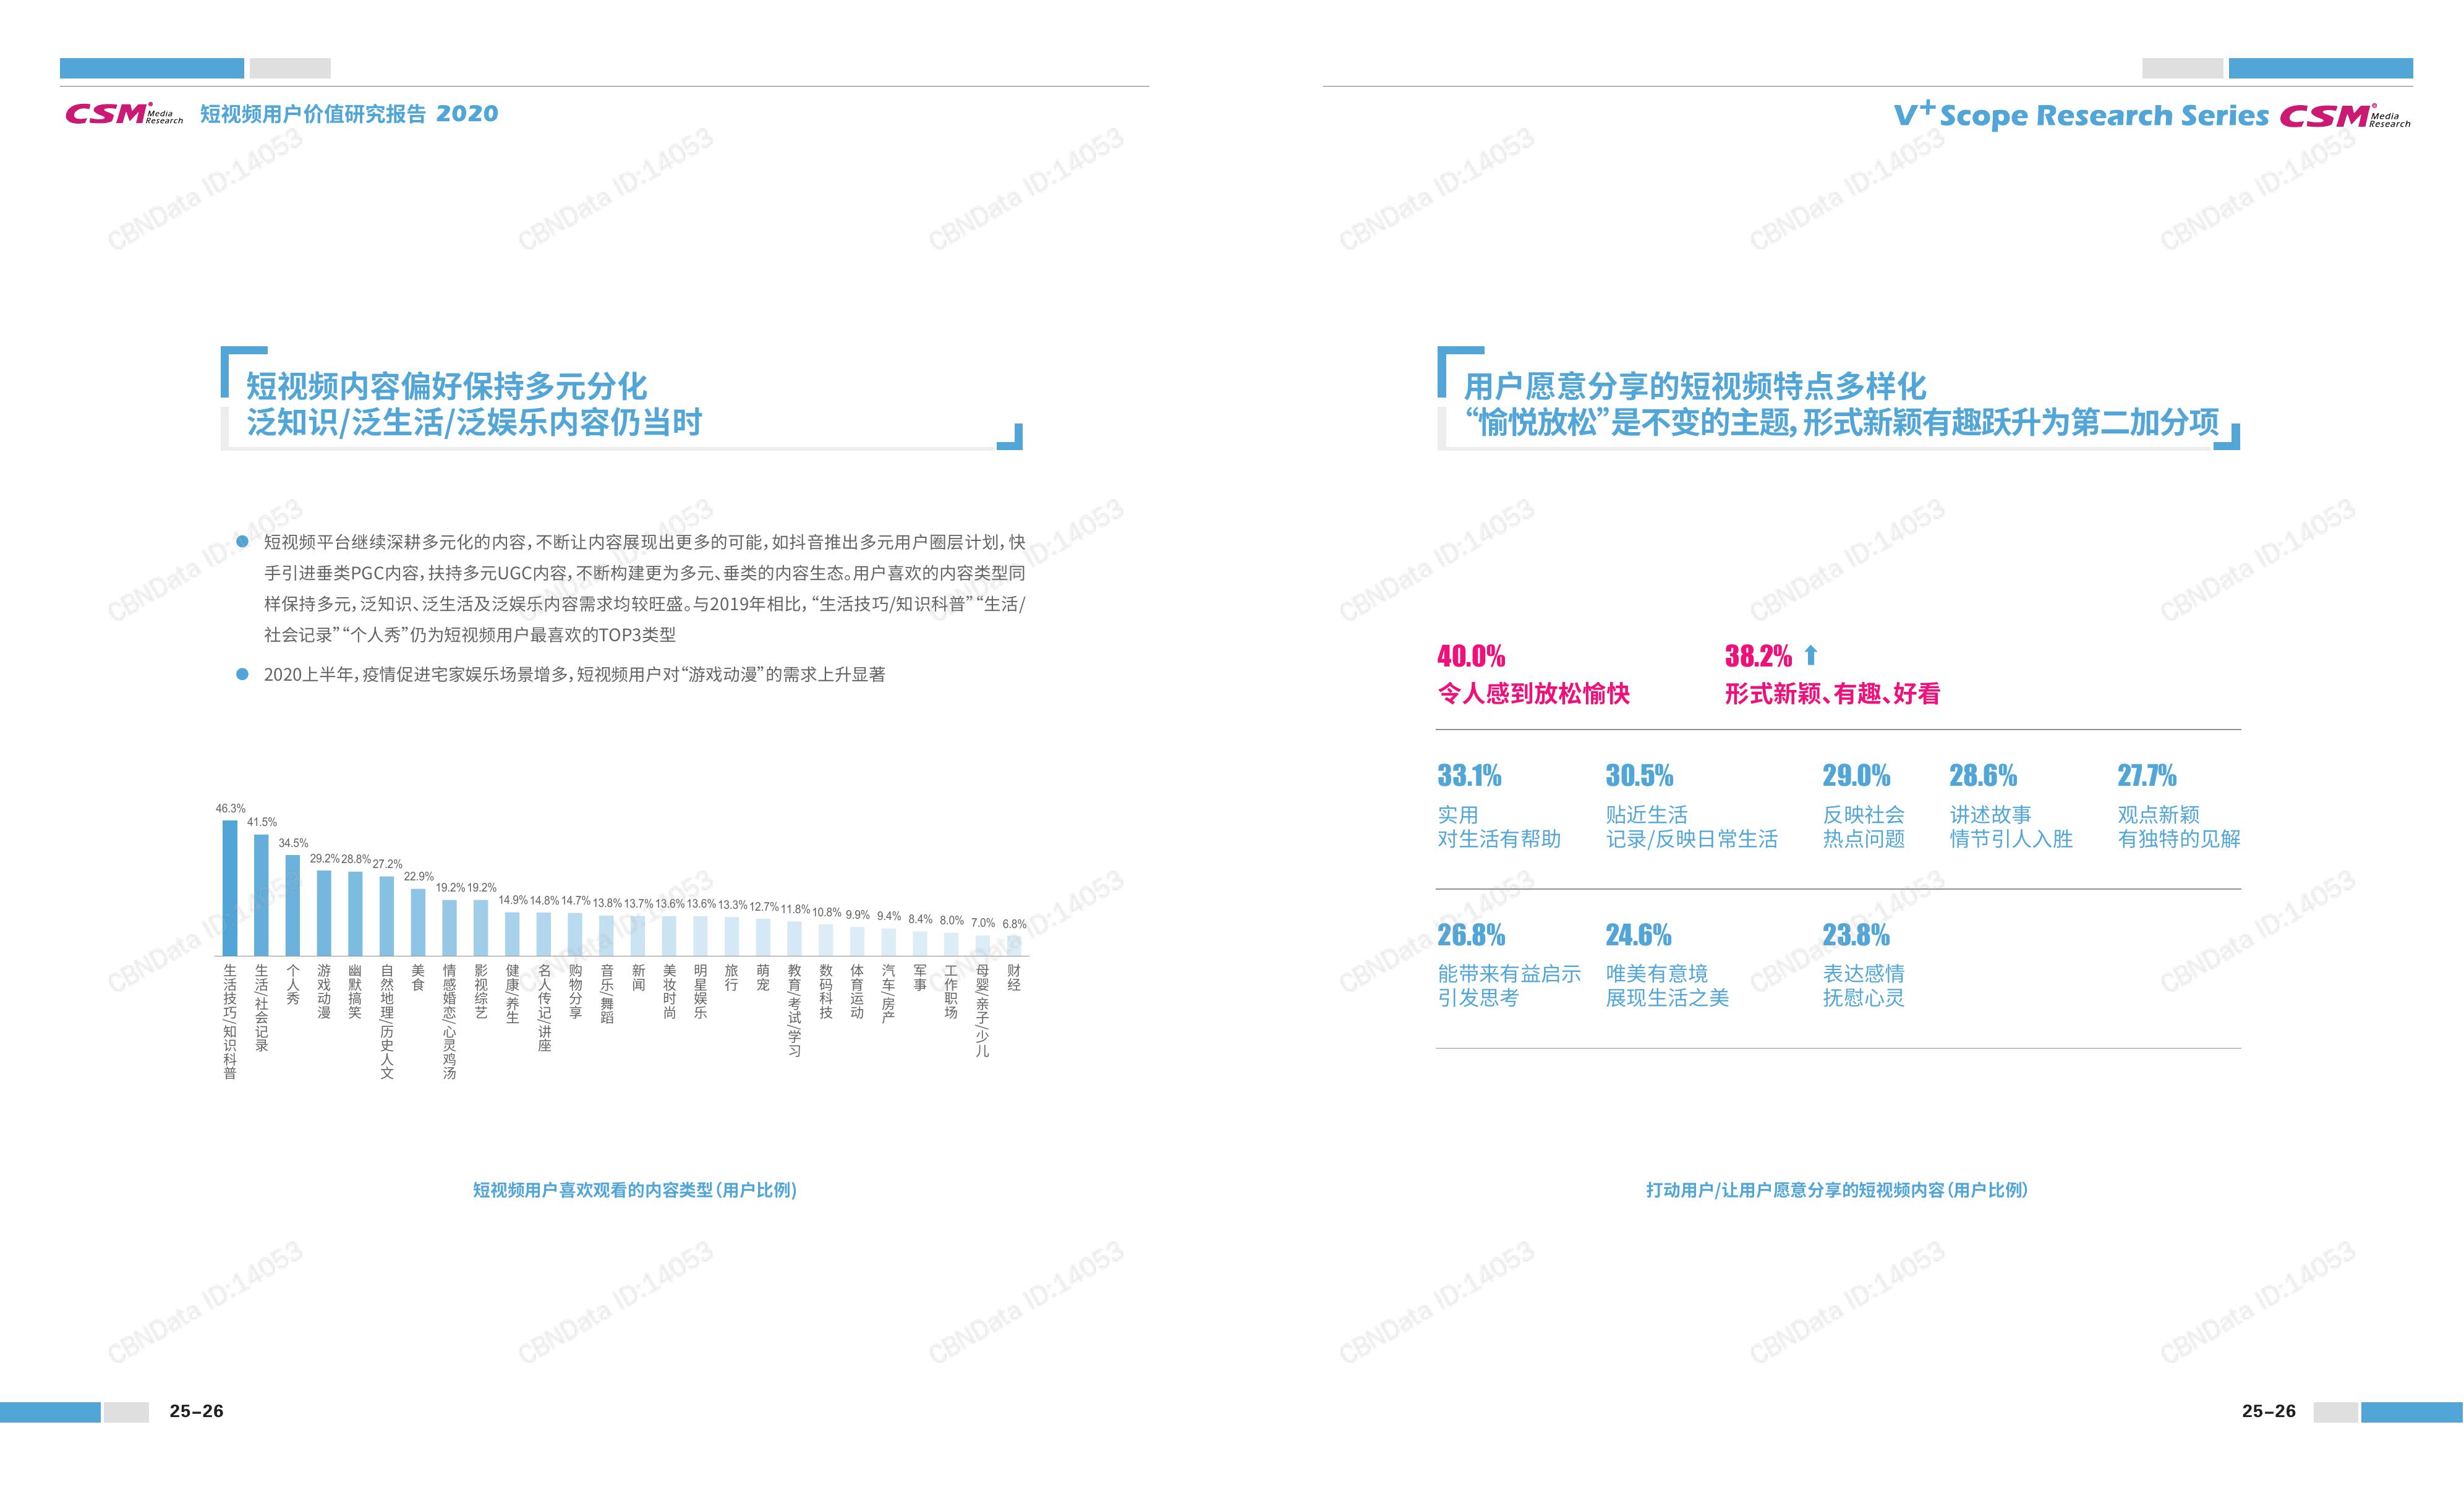 CSM Media Research 短视频用户价值研究报告 2020
V+Scope Research Series CSM Media Research
短视频内容偏好保持多元分化
泛知识/泛生活/泛娱乐内容仍当时
短视频平台继续深耕多元化的内容,不断让内容展现出更多的可能,如抖音推出多元用户圈层计划,快
手引进垂类PGC内容,扶持多元UGC内容,不断构建更为多元、垂类的内容生态。用户喜欢的内容类型同
样保持多元,泛知识、泛生活及泛娱乐内容需求均较旺盛。与2019年相比,“生活技巧/知识科普”“生活/
社会记录”“个人秀”仍为短视频用户最喜欢的TOP3类型
2020上半年,疫情促进宅家娱乐场景增多,短视频用户对“游戏动漫”的需求上升显著
46.3% 41.5% 34.5% 29.2% 28.8% 27.2% 22.9% 19.2% 19.2% 14.9% 14.8% 14.7% 13.8% 13.7% 13.6% 13.6% 13.3% 12.7% 11.8% 10.8% 9.9% 9.4% 8.4% 8.0% 7.0% 6.8%
生活技巧/知识科普
生活/社会记录
个人秀
游戏动漫
幽默搞笑
自然地理/历史人文
美食
情感婚恋/心灵鸡汤
影视综艺
健康/养生
名人传记/讲座
购物分享
音乐/舞蹈
新闻
美妆时尚
明星娱乐
旅行
萌宠
教育/考试/学习
数码科技
体育运动
汽车/房产
军事
工作职场
母婴/亲子/少儿
财经
短视频用户喜欢观看的内容类型(用户比例)
25-26
用户愿意分享的短视频特点多样化
“愉悦放松”是不变的主题,形式新颖有趣跃升为第二加分项
40.0% 38.2%
令人感到放松愉快 形式新颖、有趣、好看
33.1% 30.5% 29.0% 28.6% 27.7%
实用 贴近生活 反映社会 讲述故事 观点新颖
对生活有帮助 记录/反映日常生活 热点问题 情节引人入胜 有独特的见解
26.8% 24.6% 23.8%
能带来有益启示 唯美有意境 表达感情
引发思考 展现生活之美 抚慰心灵
打动用户/让用户愿意分享的短视频内容(用户比例)
25-26
CBNData ID:14053